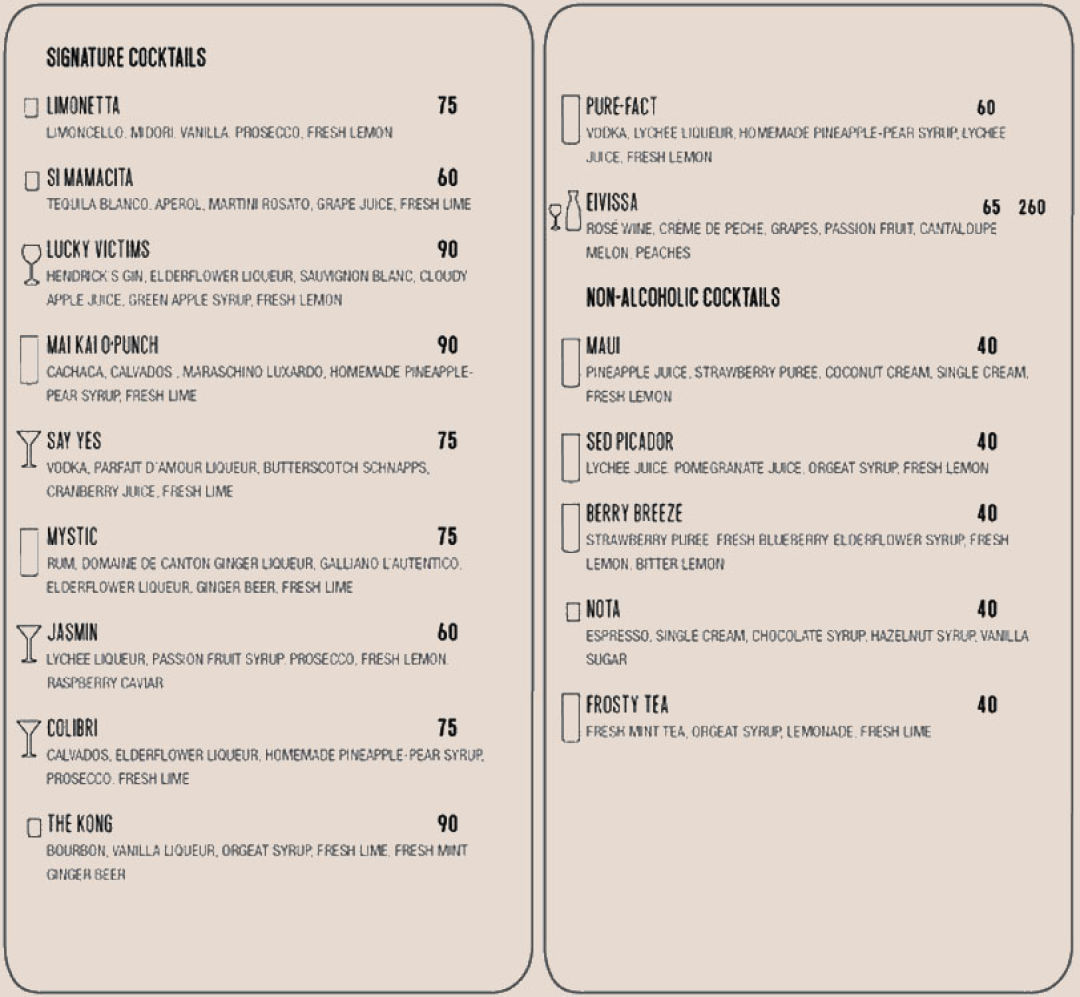 SIGNATURE COCKTAILS
LIMONETTA 75
LIMONCELLO, MIDORI, VANILLA, PROSECCO, FRESH LEMON
SI MAMACITA 60
TEQUILA BLANCO, APEROL, MARTINI ROSATO, GRAPE JUICE, FRESH LIME
LUCKY VICTIMS 90
HENDRICK'S GIN, ELDERFLOWER LIQUEUR, SAUVIGNON BLANC, CLOUDY
APPLE JUICE, GREEN APPLE SYRUP, FRESH LEMON
MAI KAI O'PUNCH 90
CACHACA, CALVADOS , MARASCHINO LUXARDO, HOMEMADE PINEAPPLE-
PEAR SYRUP, FRESH LIME
SAY YES 75
VODKA, PARFAIT D'AMOUR LIQUEUR, BUTTERSCOTCH SCHNAPPS,
CRANBERRY JUICE, FRESH LIME
MYSTIC 75
RUM, DOMAINE DE CANTON GINGER LIQUEUR, GALLIANO L'AUTENTICO,
ELDERFLOWER LIQUEUR, GINGER BEER, FRESH LIME
JASMIN 60
LYCHEE LIQUEUR, PASSION FRUIT SYRUP, PROSECCO, FRESH LEMON,
RASPBERRY CAVIAR
COLIBRI 75
CALVADOS, ELDERFLOWER LIQUEUR, HOMEMADE PINEAPPLE-PEAR SYRUP,
PROSECCO, FRESH LIME
THE KONG 90
BOURBON, VANILLA LIQUEUR, ORGEAT SYRUP, FRESH LIME, FRESH MINT
GINGER BEER
PURE-FACT 60
VODKA, LYCHEE LIQUEUR, HOMEMADE PINEAPPLE-PEAR SYRUP, LYCHEE
JUICE, FRESH LEMON
EIVISSA 65 260
ROSÉ WINE, CRÈME DE PECHE, GRAPES, PASSION FRUIT, CANTALOUPE
MELON, PEACHES
NON-ALCOHOLIC COCKTAILS
MAUI 40
PINEAPPLE JUICE, STRAWBERRY PUREE, COCONUT CREAM, SINGLE CREAM,
FRESH LEMON
SED PICADOR 40
LYCHEE JUICE, POMEGRANATE JUICE, ORGEAT SYRUP, FRESH LEMON
BERRY BREEZE 40
STRAWBERRY PUREE, FRESH BLUEBERRY ELDERFLOWER SYRUP, FRESH
LEMON, BITTER LEMON
NOTA 40
ESPRESSO, SINGLE CREAM, CHOCOLATE SYRUP, HAZELNUT SYRUP, VANILLA
SUGAR
FROSTY TEA 40
FRESH MINT TEA, ORGEAT SYRUP, LEMONADE, FRESH LIME